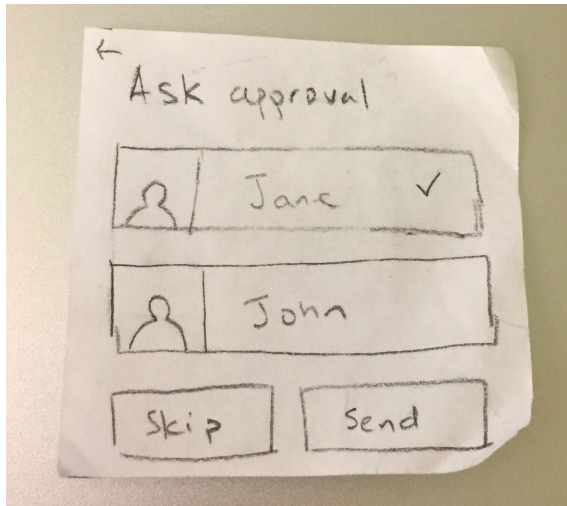 ←
Ask approval
Jane ✓
John
Skip Send